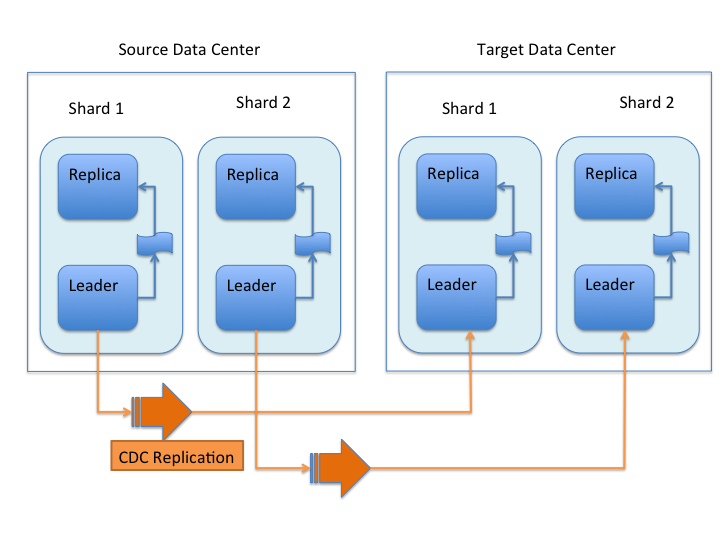 Source Data Center
Target Data Center
Shard 1
Shard 2
Shard 1
Shard 2
Replica
Replica
Replica
Replica
Leader
Leader
Leader
Leader
CDC Replication